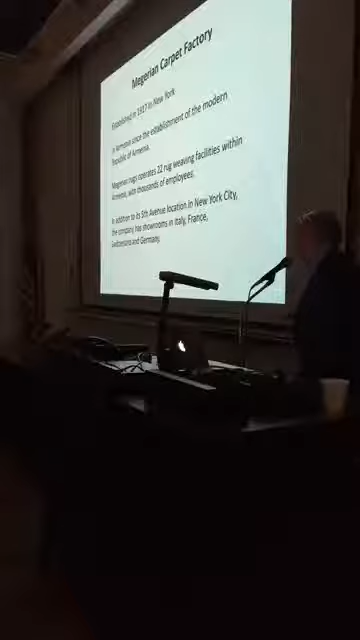 Megerian Carpet Factory
Established in 1917 in New York
In Armenia since the establishment of the modern
Republic of Armenia.
Megerian rugs operates 22 rug weaving facilities within
Armenia, with thousands of employees.
In addition to its 5th Avenue location in New York City,
the company has showrooms in Italy, France,
Switzerland and Germany.